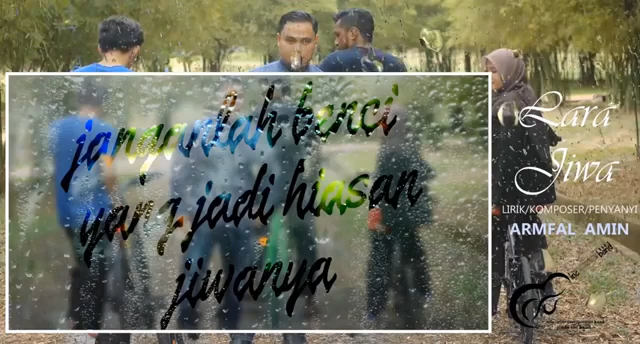 janganlah benci
yang jadi hiasan
jiwanya
Lara
Jiwa
LIRIK/KOMPOSER/PENYANYI
ARMFAL AMIN